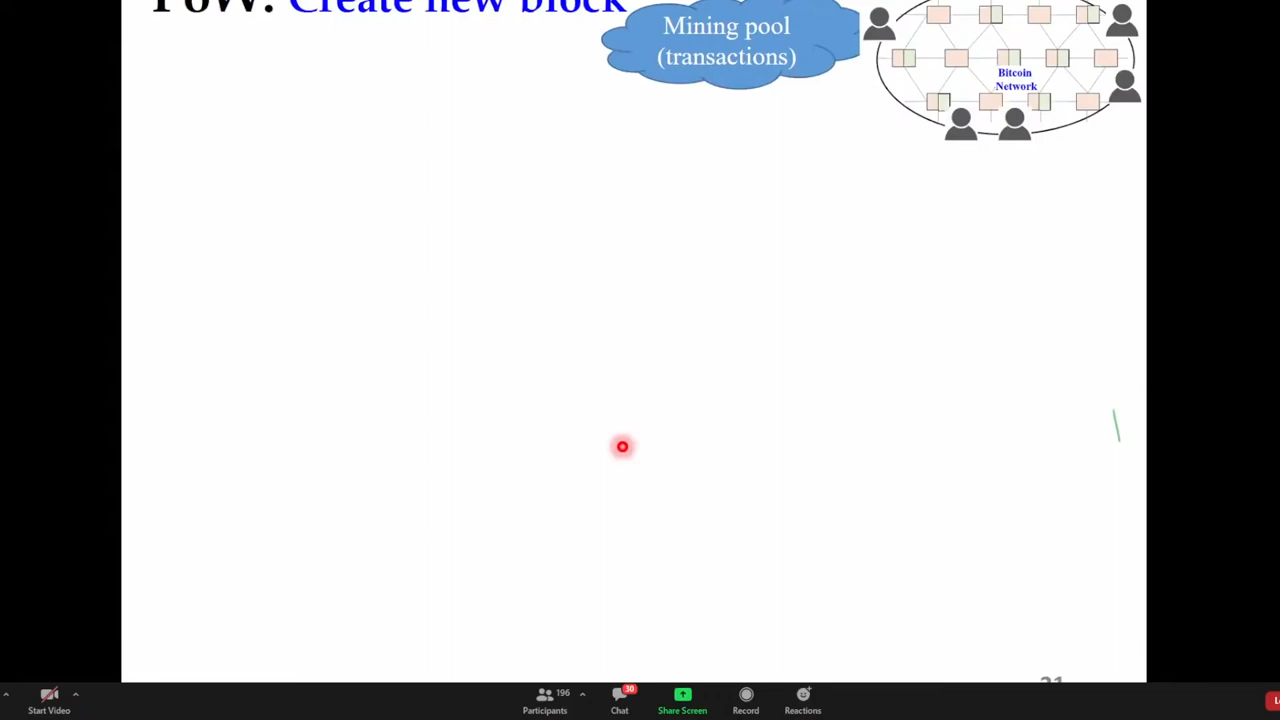 PoW: Create new block
Mining pool
(transactions)
Bitcoin
Network
21
Start Video
196
Participants
30
Chat
Share Screen
Record
Reactions